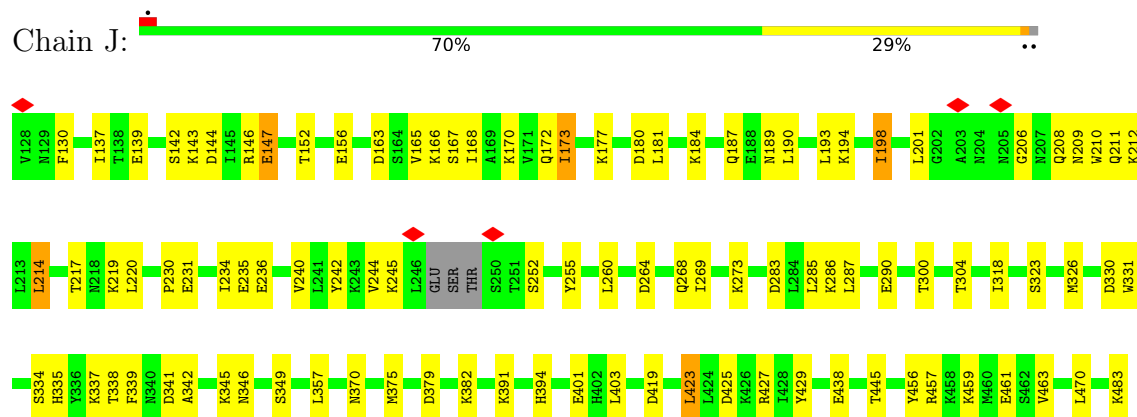 Chain J:
70% 29%
V128 N129 F130 I137 T138 E139 S142 K143 D144 I145 R146 E147 T152 E156 D163 S164 V165 K166 S167 I168 A169 K170 V171 Q172 I173 K177 D180 L181 K184 Q187 E188 N189 L190 L193 K194 I198 L201 G202 A203 N204 N205 G206 N207 Q208 N209 W210 Q211 K212
L213 L214 T217 N218 K219 L220 P230 E231 I234 E235 E236 V240 L241 Y242 K243 V244 K245 L246 GLU SER THR S250 T251 S252 Y255 L260 D264 Q268 I269 K273 D283 L284 L285 K286 L287 E290 T300 T304 I318 S323 M326 D330 W331
S334 H335 Y336 K337 T338 F339 N340 D341 A342 K345 N346 S349 L357 N370 M375 D379 K382 K391 H394 E401 H402 L403 D419 L423 L424 D425 K426 R427 I428 Y429 E438 T445 Y456 R457 K458 K459 M460 E461 S462 V463 L470 K483